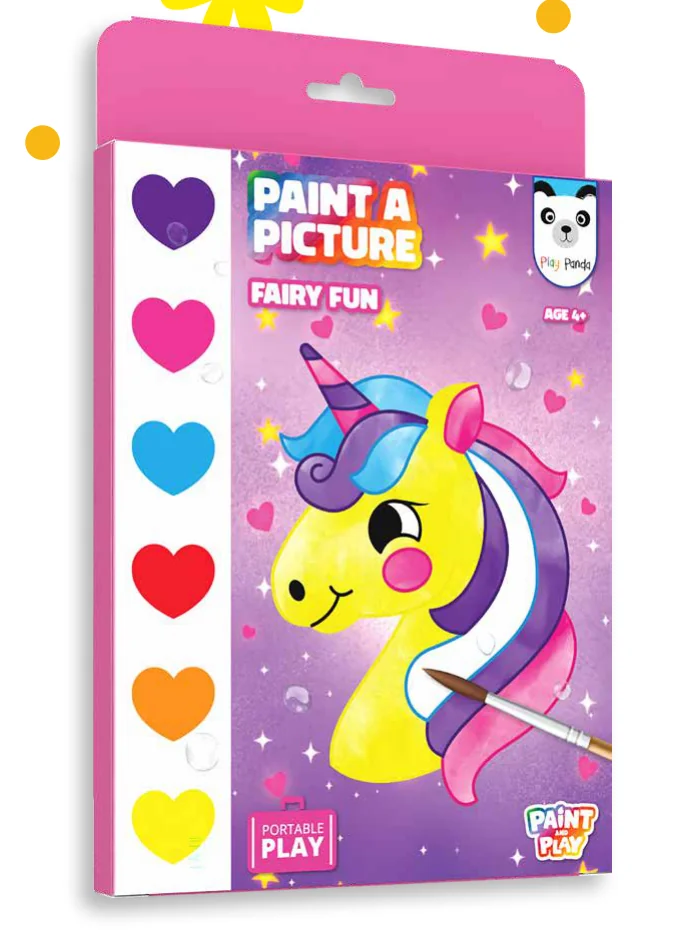 PAINT A
PICTURE
FAIRY FUN
Play Panda
AGE 4+
PORTABLE
PLAY
PAINT
AND
PLAY